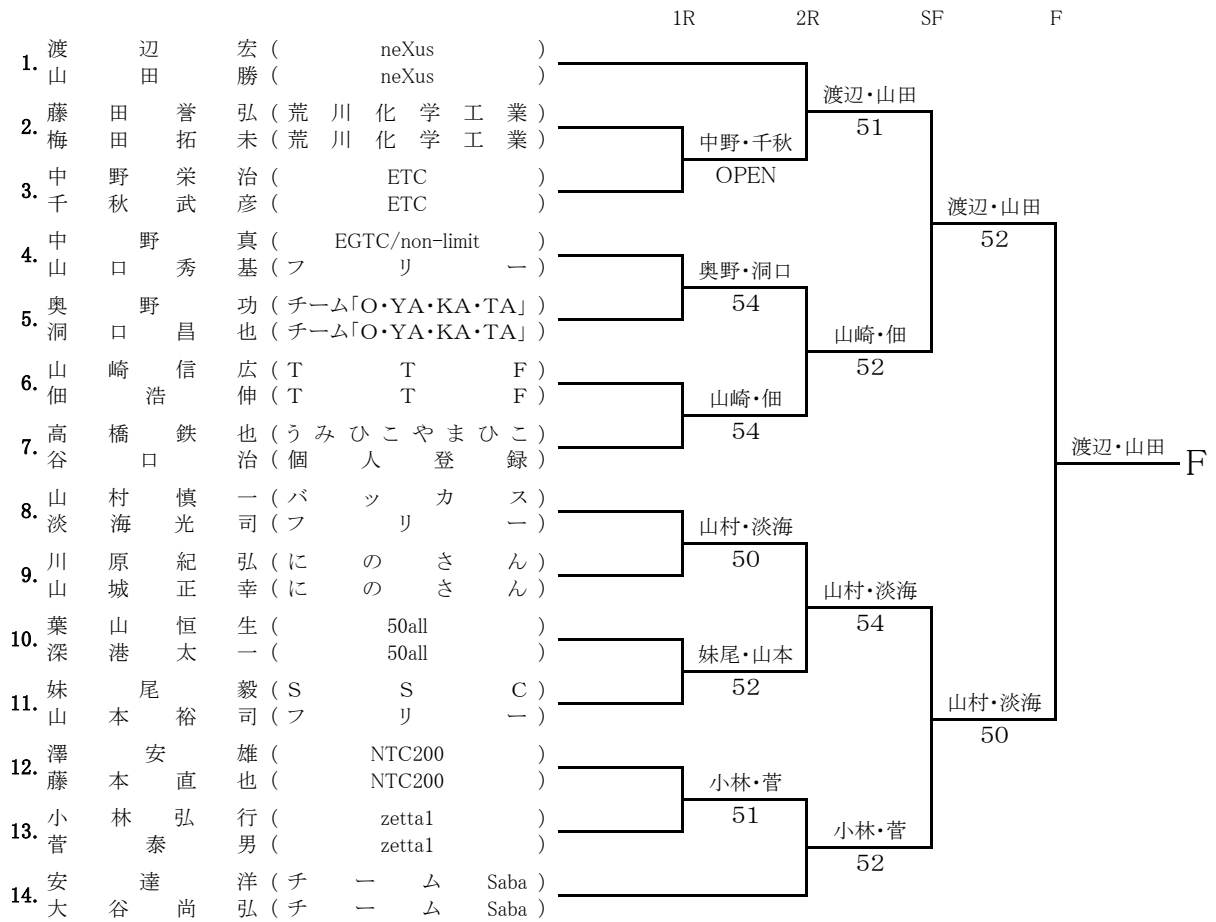 1R 2R SF F
1. 渡辺宏 ( neXus )
山田勝 ( neXus )
2. 藤田誉弘 ( 荒川化学工業 )
梅田拓未 ( 荒川化学工業 )
3. 中野栄治 ( ETC )
千秋武彦 ( ETC )
4. 中野真 ( EGTC/non-limit )
山口秀基 ( フリー )
5. 奥野功 ( チーム「O・YA・KA・TA」 )
洞口昌也 ( チーム「O・YA・KA・TA」 )
6. 山崎信広 ( TTF )
佃浩伸 ( TTF )
7. 高橋鉄也 ( うみひこやまひこ )
谷口治 ( 個人登録 )
8. 山村慎一 ( バッカス )
淡海光司 ( フリー )
9. 川原紀弘 ( にのさん )
山城正幸 ( にのさん )
10. 葉山恒生 ( 50all )
深港太一 ( 50all )
11. 妹尾毅 ( SSC )
山本裕司 ( フリー )
12. 澤安雄 ( NTC200 )
藤本直也 ( NTC200 )
13. 小林弘行 ( zetta1 )
菅泰男 ( zetta1 )
14. 安達洋 ( チームSaba )
大谷尚弘 ( チームSaba )
中野・千秋
OPEN
奥野・洞口
54
山崎・佃
54
山村・淡海
50
妹尾・山本
52
小林・菅
51
渡辺・山田
51
山崎・佃
52
山村・淡海
54
小林・菅
52
渡辺・山田
52
山村・淡海
50
渡辺・山田
F